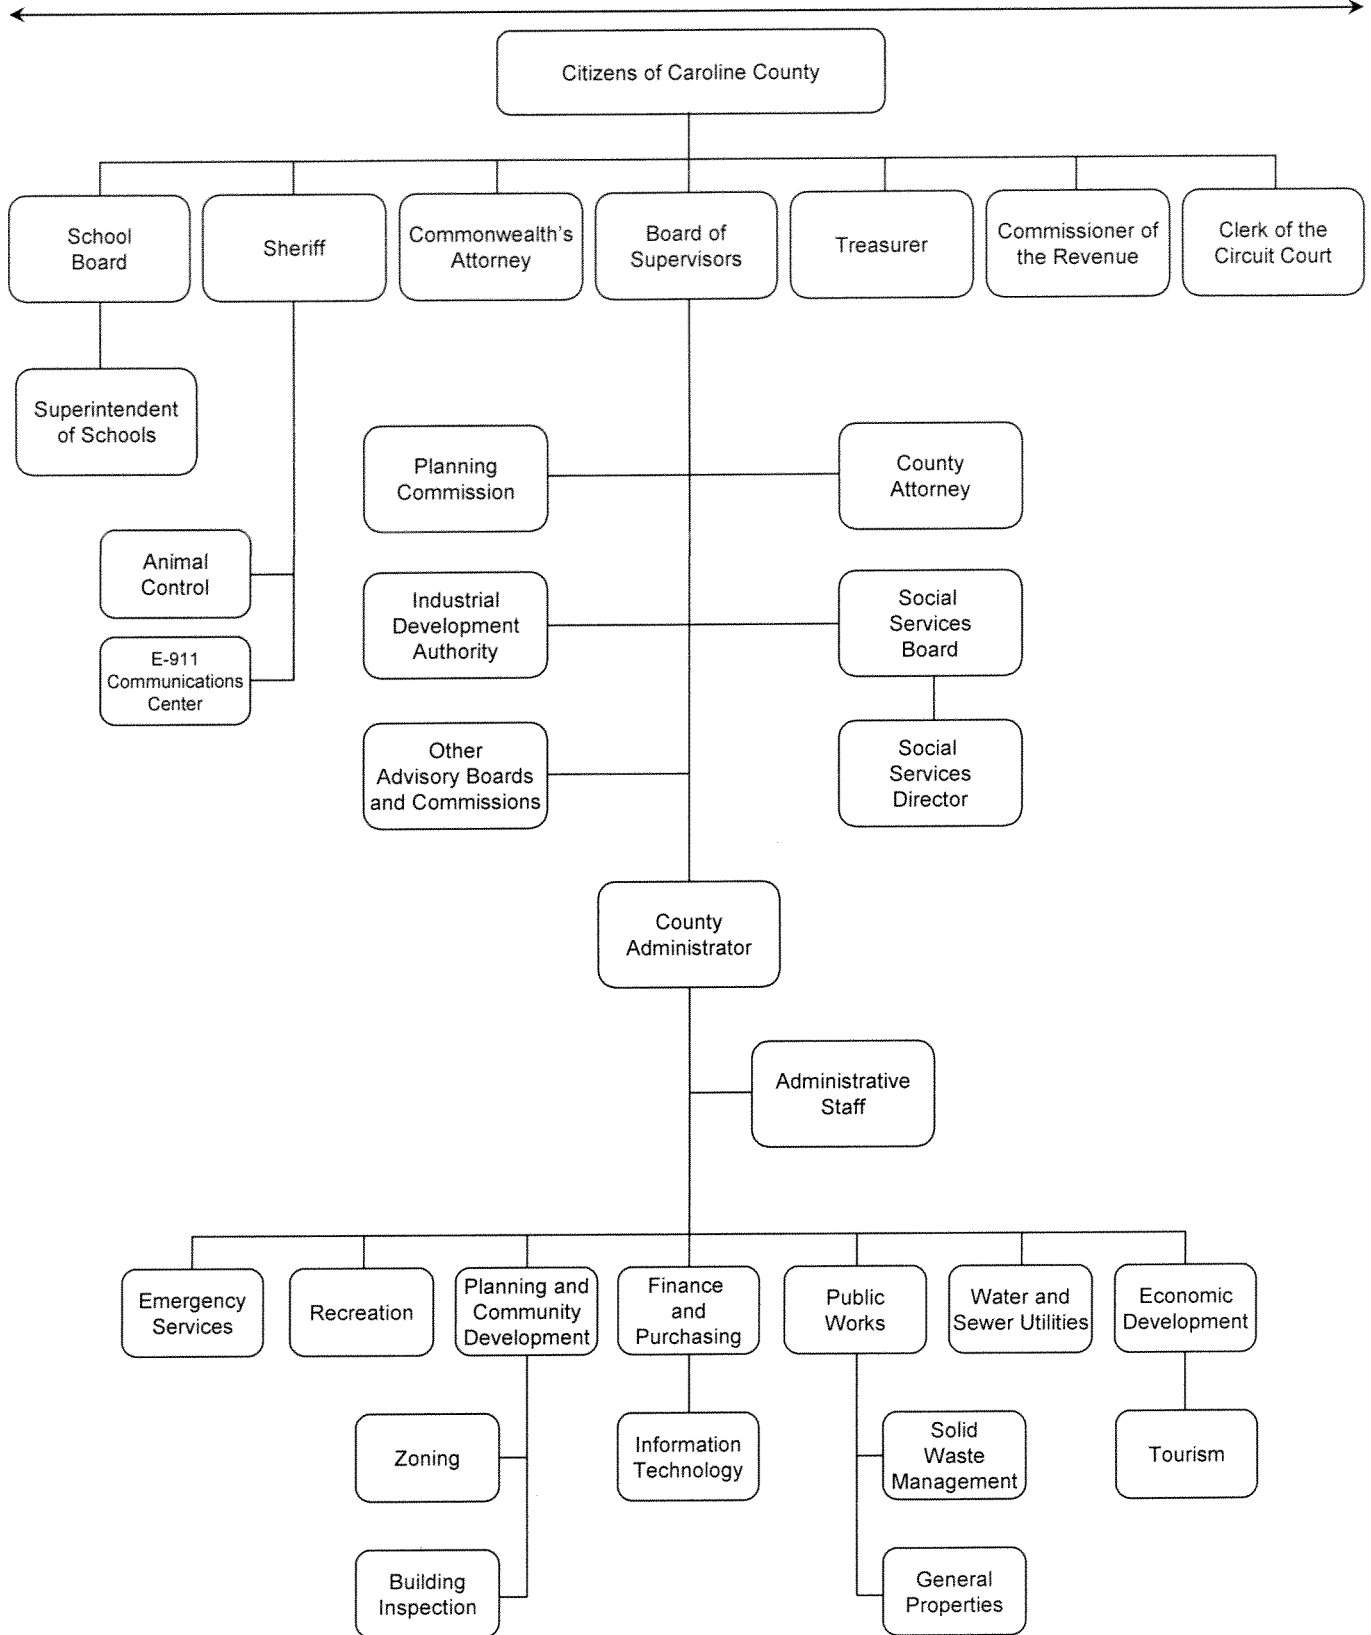 Citizens of Caroline County
School
Board
Sheriff
Commonwealth's
Attorney
Board of
Supervisors
Treasurer
Commissioner of
the Revenue
Clerk of the
Circuit Court
Superintendent
of Schools
Planning
Commission
County
Attorney
Animal
Control
Industrial
Development
Authority
Social
Services
Board
E-911
Communications
Center
Other
Advisory Boards
and Commissions
Social
Services
Director
County
Administrator
Administrative
Staff
Emergency
Services
Recreation
Planning and
Community
Development
Finance
and
Purchasing
Public
Works
Water and
Sewer Utilities
Economic
Development
Zoning
Information
Technology
Solid
Waste
Management
Tourism
Building
Inspection
General
Properties